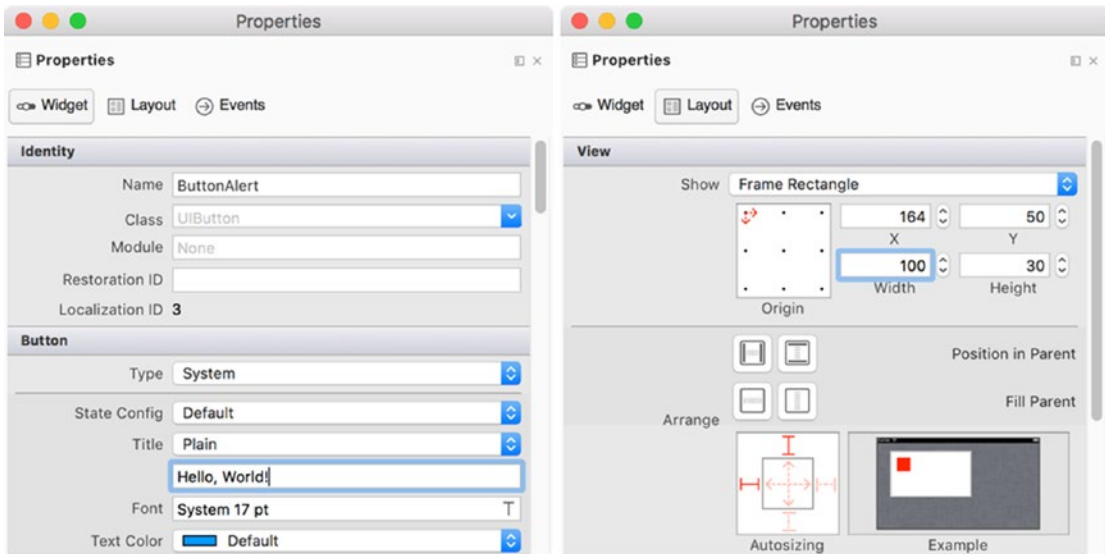 Properties
Properties
Widget Layout Events
Identity
Name ButtonAlert
Class UIButton
Module None
Restoration ID
Localization ID 3
Button
Type System
State Config Default
Title Plain
Hello, World!
Font System 17 pt T
Text Color Default
Properties
Properties
Widget Layout Events
View
Show Frame Rectangle
164 50
X Y
100 30
Width Height
Origin
Position in Parent
Fill Parent
Arrange
Autosizing Example